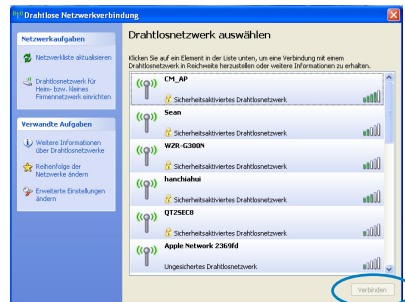 Drahtlose Netzwerkverbindung
Netzwerkaufgaben
Netzwerkliste aktualisieren
Drahtlosnetzwerk für
Heim- bzw. kleines
Firmennetzwerk einrichten
Verwandte Aufgaben
Weitere Informationen
über Drahtlosnetzwerke
Reihenfolge der
Netzwerke ändern
Erweiterte Einstellungen
ändern
Drahtlosnetzwerk auswählen
Klicken Sie auf ein Element in der Liste unten, um eine Verbindung mit einem
Drahtlosnetzwerk in Reichweite herzustellen oder weitere Informationen zu erhalten.
CM_AP
Sicherheitsaktiviertes Drahtlosnetzwerk
Sean
Sicherheitsaktiviertes Drahtlosnetzwerk
WZR-G300N
Sicherheitsaktiviertes Drahtlosnetzwerk
hanchiahui
Sicherheitsaktiviertes Drahtlosnetzwerk
QT2SEC8
Sicherheitsaktiviertes Drahtlosnetzwerk
Apple Network 2369fd
Ungesichertes Drahtlosnetzwerk
Verbinden